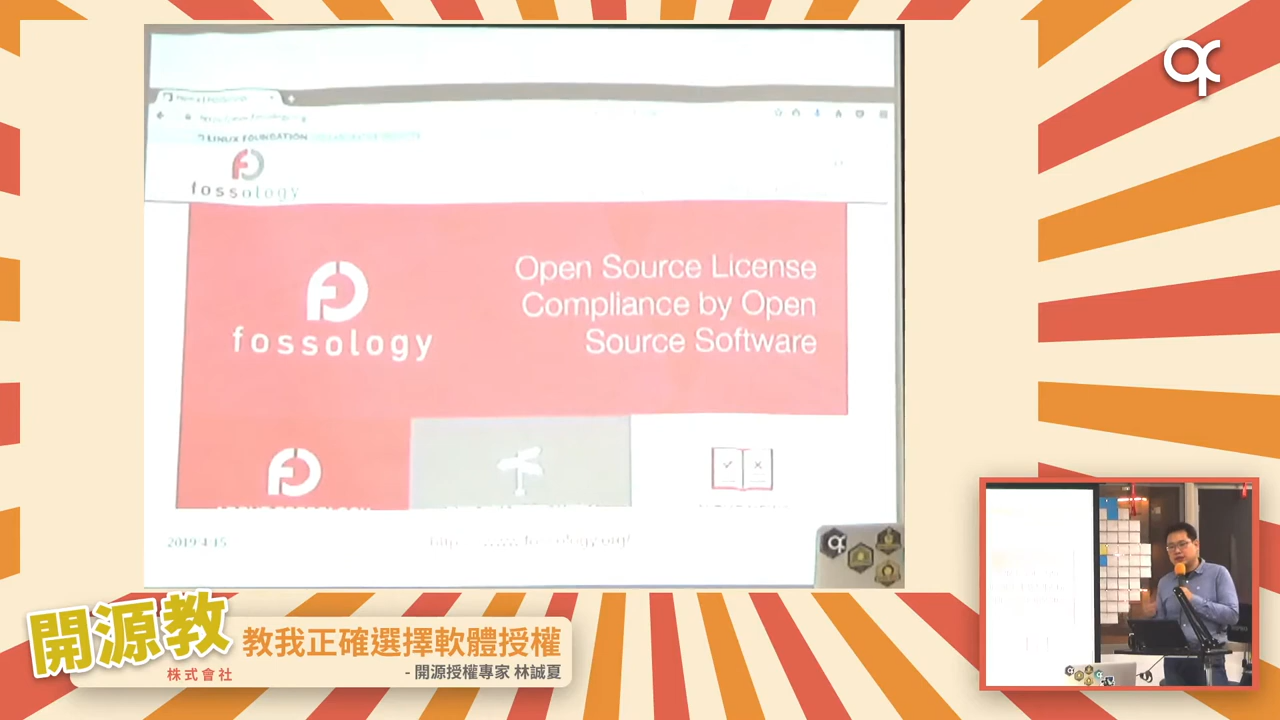 LINUX FOUNDATION
fossology
fossology
Open Source License
Compliance by Open
Source Software
2019/4/15
開源教
株式會社
教我正確選擇軟體授權
- 開源授權專家 林誠夏